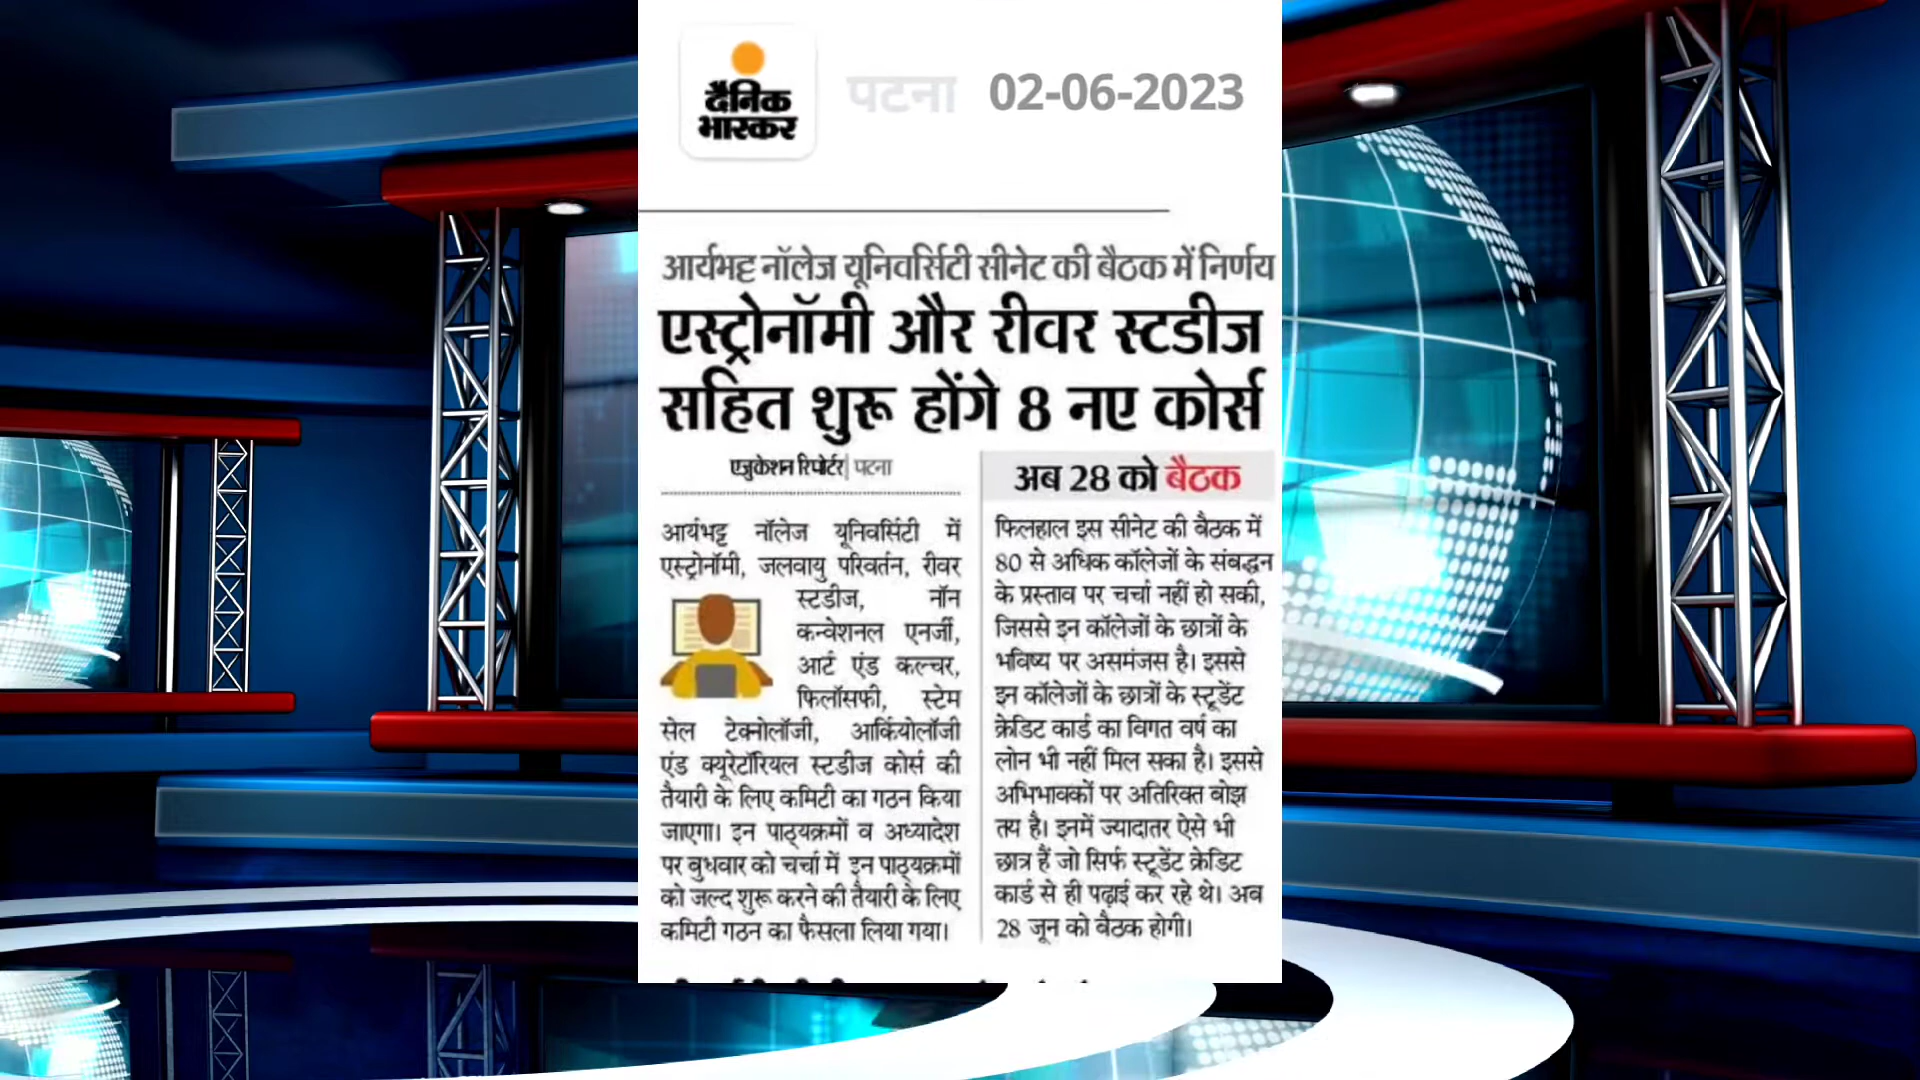 दैनिक
भास्कर
पटना 02-06-2023
आर्यभट्ट नॉलेज यूनिवर्सिटी सीनेट की बैठक में निर्णय
एस्ट्रोनॉमी और रीवर स्टडीज
सहित शुरू होंगे 8 नए कोर्स
एजुकेशन रिपोर्टर| पटना
आर्यभट्ट नॉलेज यूनिवर्सिटी में
एस्ट्रोनॉमी, जलवायु परिवर्तन, रीवर
स्टडीज, नॉन
कन्वेशनल एनर्जी,
आर्ट एंड कल्चर,
फिलॉसफी, स्टेम
सेल टेक्नोलॉजी, आर्कियोलॉजी
एंड क्यूरेटॉरियल स्टडीज कोर्स की
तैयारी के लिए कमिटी का गठन किया
जाएगा। इन पाठ्यक्रमों व अध्यादेश
पर बुधवार को चर्चा में इन पाठ्यक्रमों
को जल्द शुरू करने की तैयारी के लिए
कमिटी गठन का फैसला लिया गया।
अब 28 को बैठक
फिलहाल इस सीनेट की बैठक में
80 से अधिक कॉलेजों के संबद्धन
के प्रस्ताव पर चर्चा नहीं हो सकी,
जिससे इन कॉलेजों के छात्रों के
भविष्य पर असमंजस है। इससे
इन कॉलेजों के छात्रों के स्टूडेंट
क्रेडिट कार्ड का विगत वर्ष का
लोन भी नहीं मिल सका है। इससे
अभिभावकों पर अतिरिक्त बोझ
तय है। इनमें ज्यादातर ऐसे भी
छात्र हैं जो सिर्फ स्टूडेंट क्रेडिट
कार्ड से ही पढ़ाई कर रहे थे। अब
28 जून को बैठक होगी।